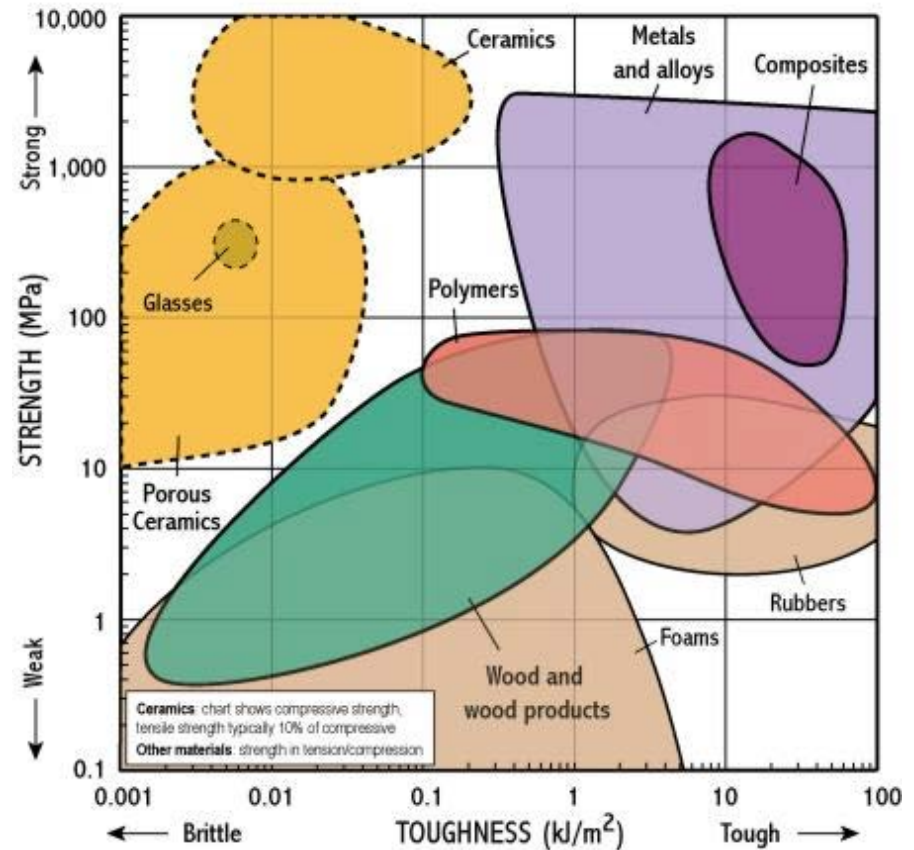 10,000
1,000
100
10
1
0.1
Strong
STRENGTH (MPa)
Weak
Ceramics
Metals
and alloys
Composites
Glasses
Polymers
Porous
Ceramics
Rubbers
Foams
Wood and
wood products
Ceramics: chart shows compressive strength,
tensile strength typically 10% of compressive
Other materials: strength in tension/compression
0.001 0.01 0.1 1 10 100
Brittle TOUGHNESS (kJ/m²) Tough